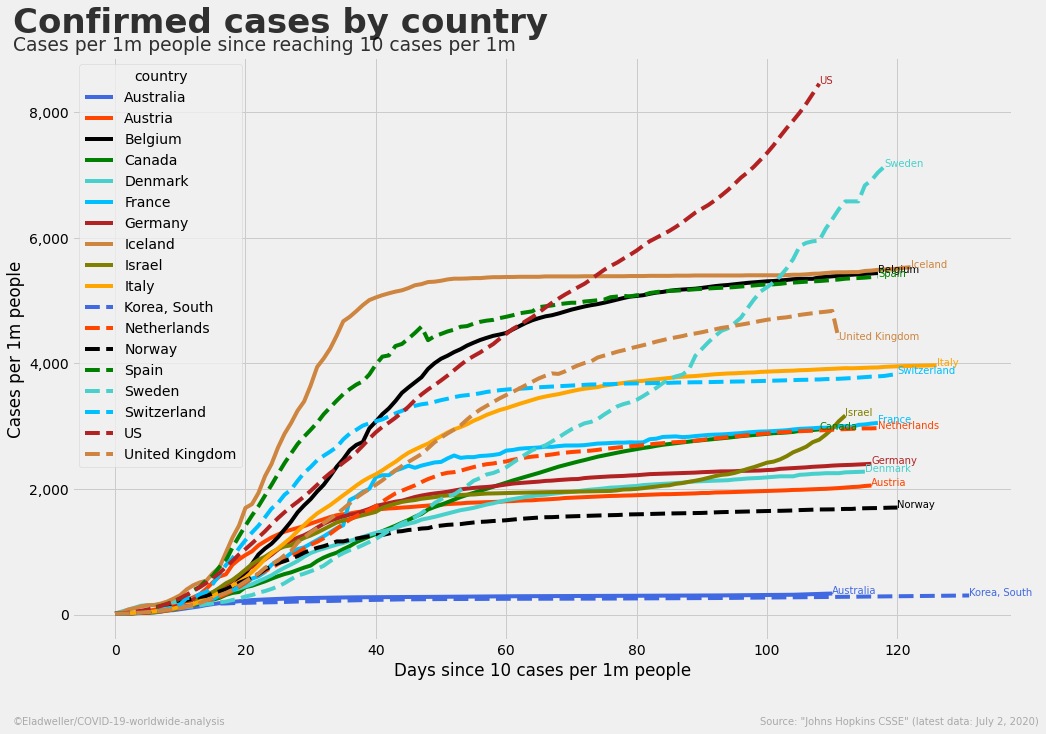 Confirmed cases by country
Cases per 1m people since reaching 10 cases per 1m
country
Australia
Austria
Belgium
Canada
Denmark
France
Germany
Iceland
Israel
Italy
Korea, South
Netherlands
Norway
Spain
Sweden
Switzerland
US
United Kingdom
Cases per 1m people
8,000
6,000
4,000
2,000
0
US
Sweden
Iceland
Belgium
Spain
United Kingdom
Italy
Switzerland
Israel
France
Canada
Netherlands
Germany
Denmark
Austria
Norway
Australia
Korea, South
0 20 40 60 80 100 120
Days since 10 cases per 1m people
©Eladweller/COVID-19-worldwide-analysis
Source: "Johns Hopkins CSSE" (latest data: July 2, 2020)